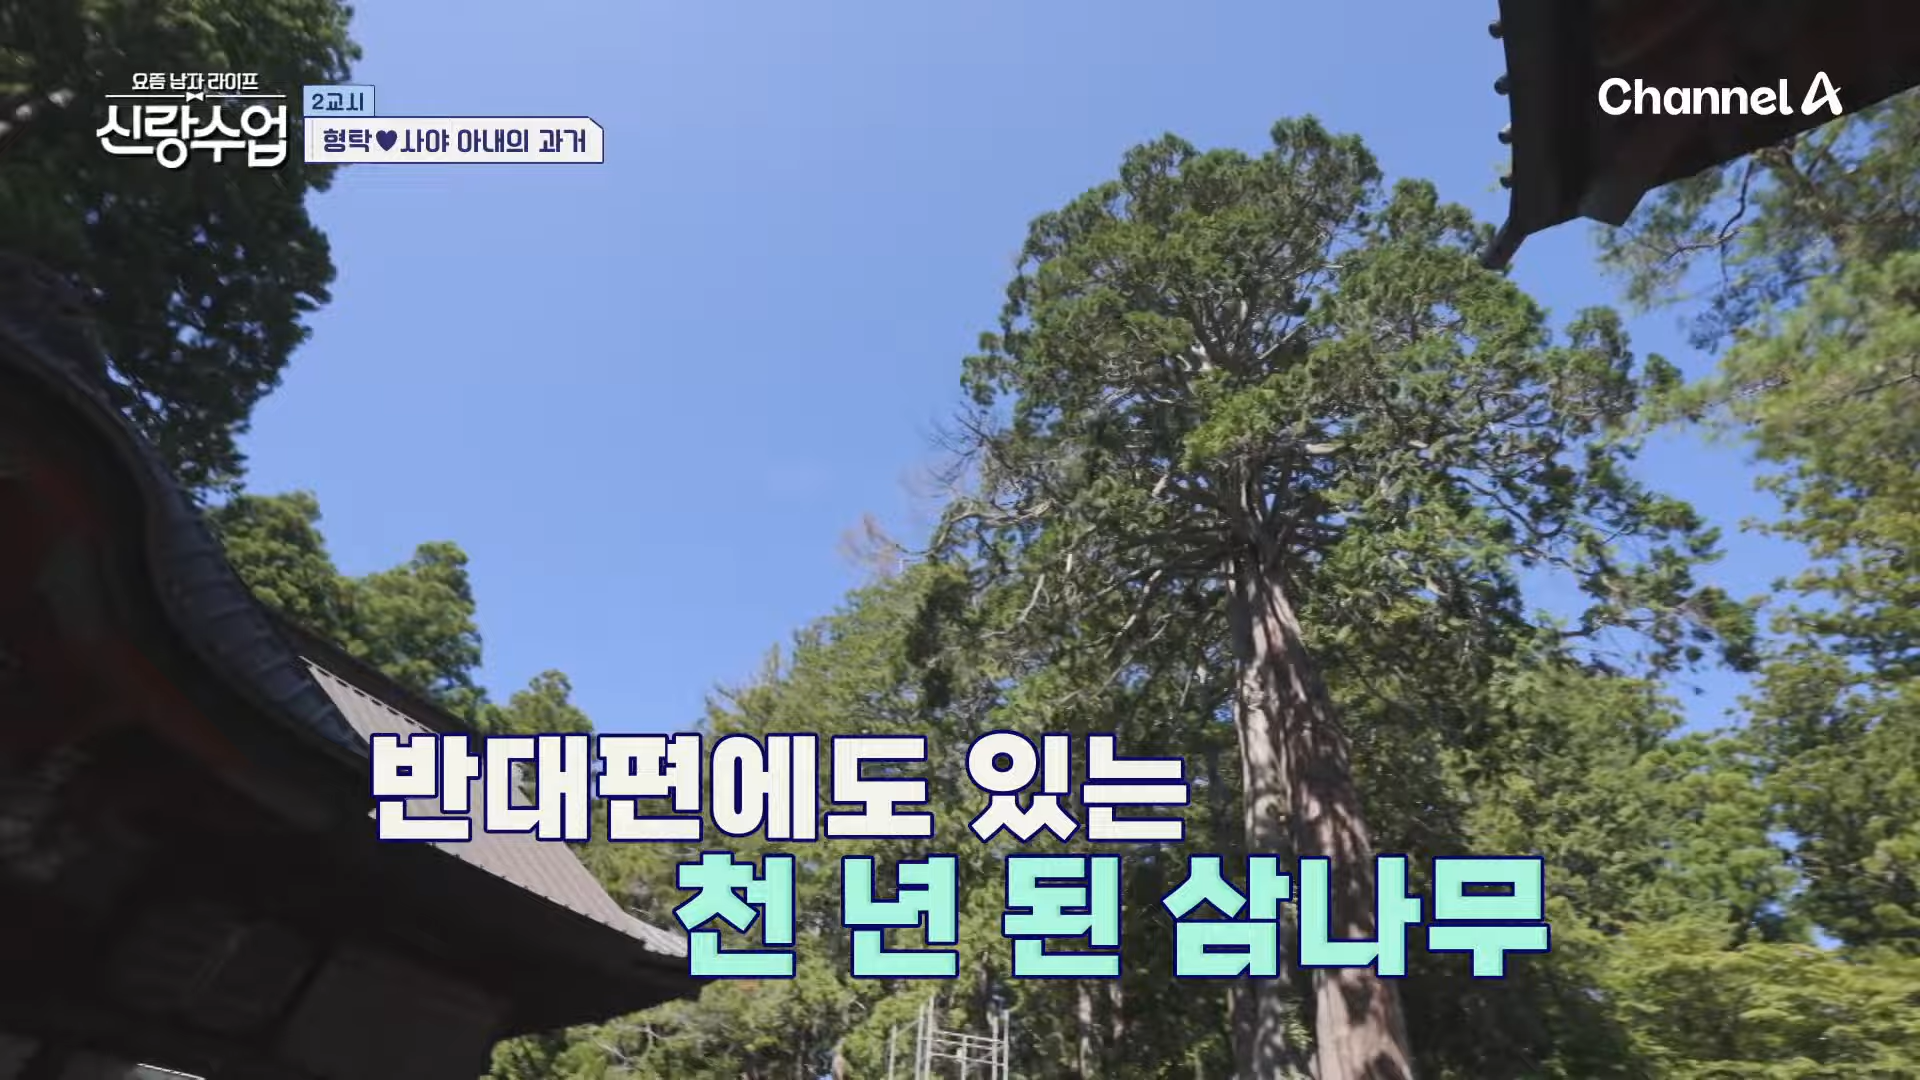 요즘 남자 라이프
신랑수업
2교시
형탁♥사야 아내의 과거
Channel A
반대편에도 있는
천 년 된 삼나무